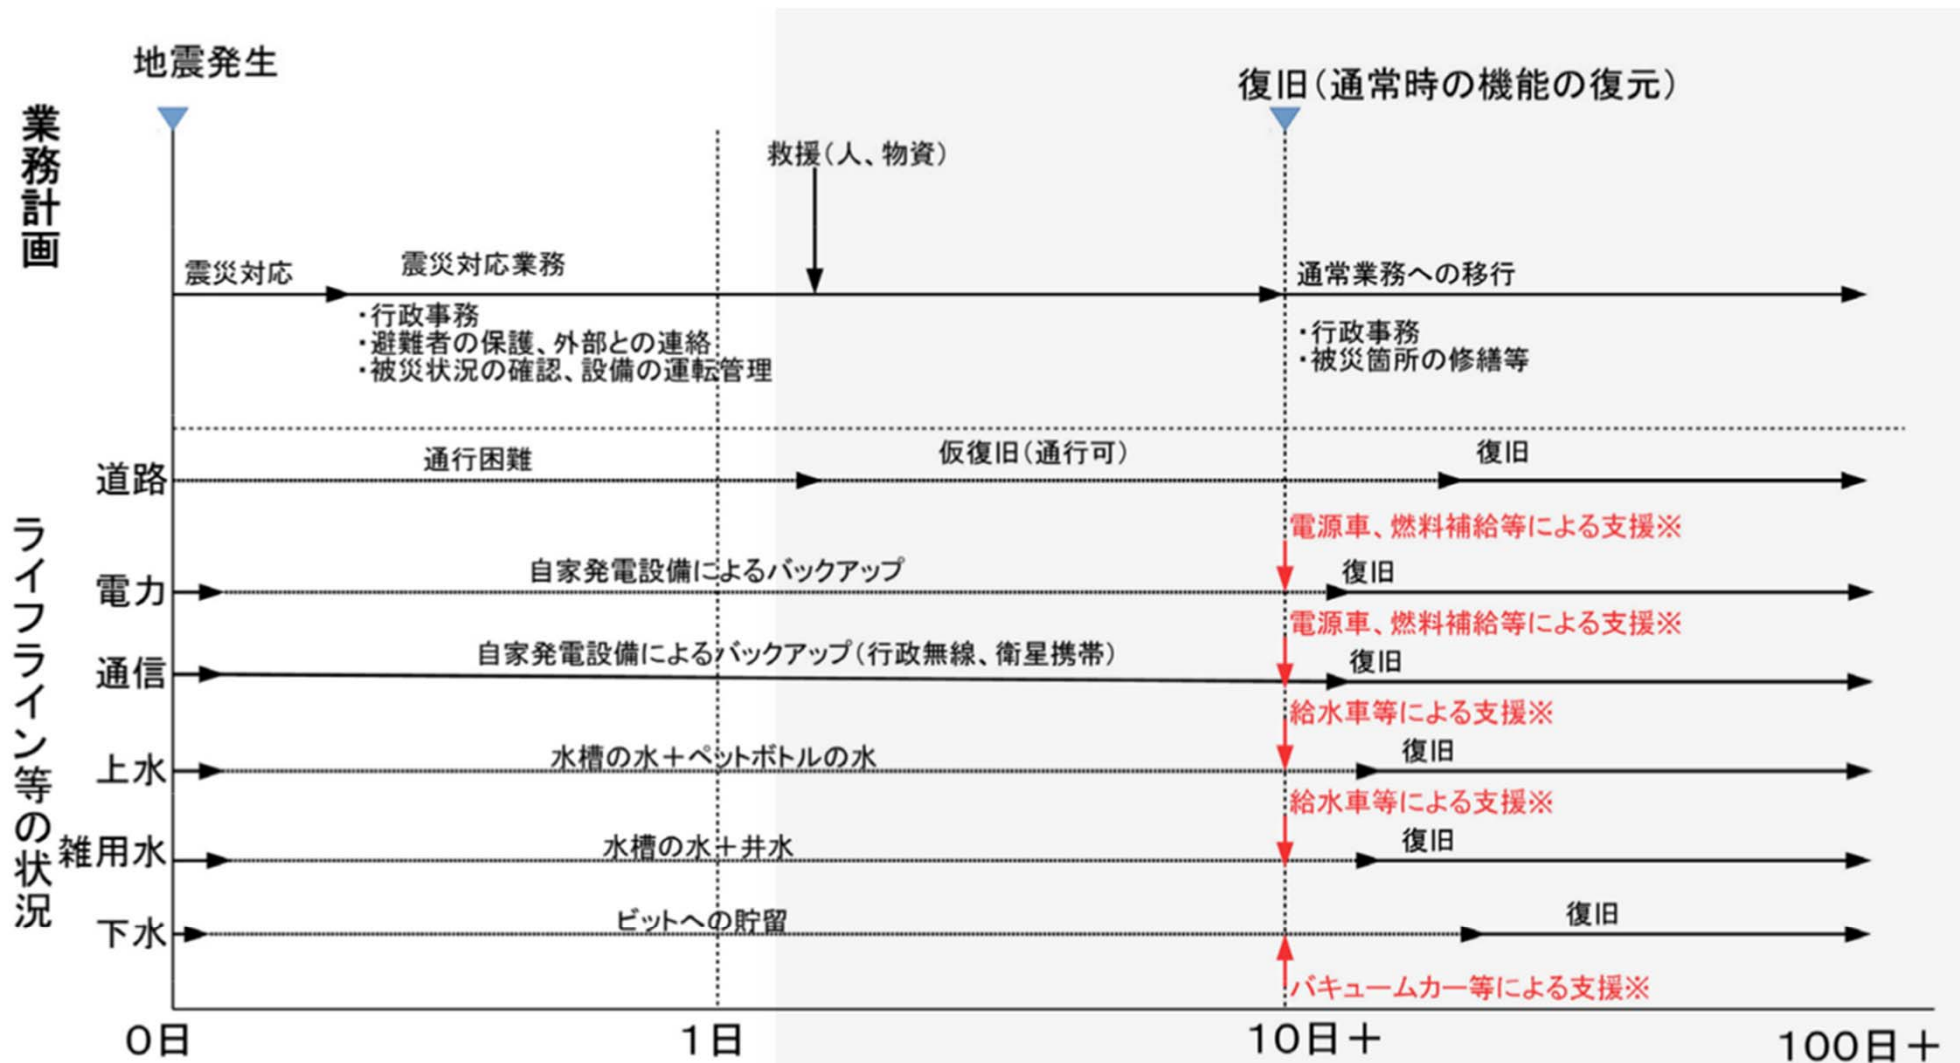 地震発生
復旧（通常時の機能の復元）
業務計画
救援（人、物資）
震災対応
震災対応業務
通常業務への移行
・行政事務
・避難者の保護、外部との連絡
・被災状況の確認、設備の運転管理
・行政事務
・被災箇所の修繕等
ライフライン等の状況
道路
通行困難
仮復旧（通行可）
復旧
電源車、燃料補給等による支援※
電力
自家発電設備によるバックアップ
復旧
電源車、燃料補給等による支援※
通信
自家発電設備によるバックアップ（行政無線、衛星携帯）
復旧
給水車等による支援※
上水
水槽の水＋ペットボトルの水
復旧
給水車等による支援※
雑用水
水槽の水＋井水
復旧
下水
ピットへの貯留
復旧
バキュームカー等による支援※
0日
1日
10日＋
100日＋